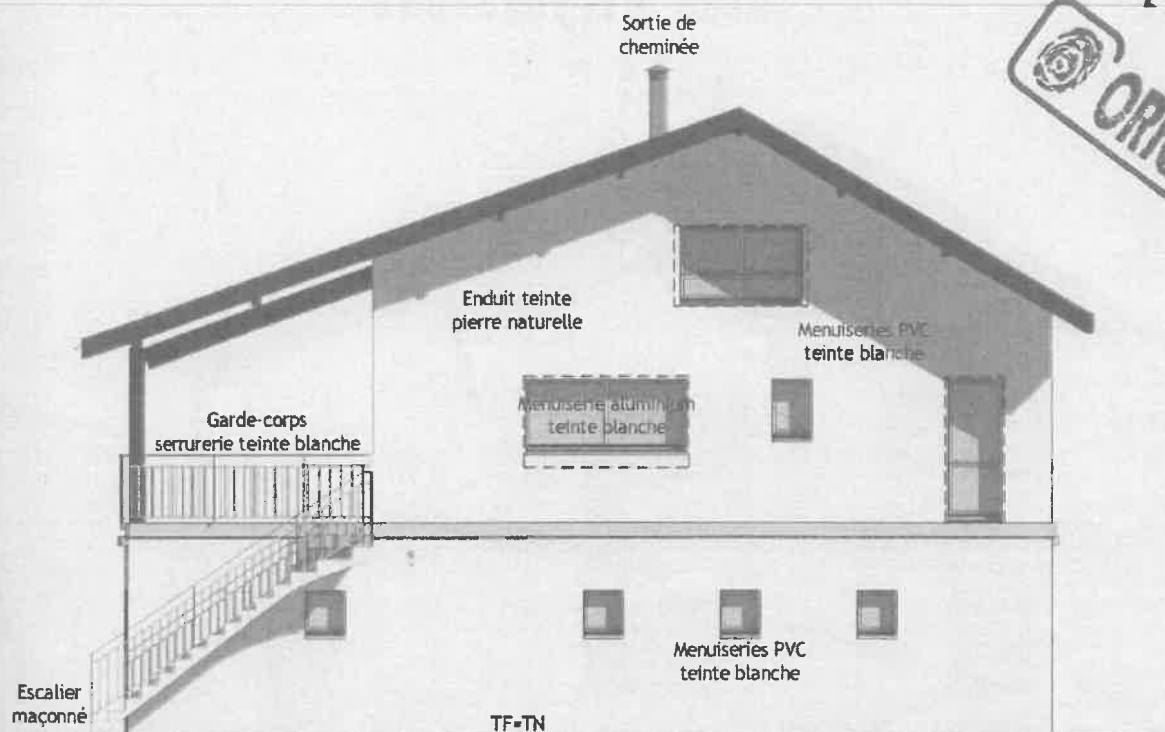 Sortie de
cheminée
Enduit teinte
pierre naturelle
Menuiseries PVC
teinte blanche
Menuiserie aluminium
teinte blanche
Garde-corps
serrurerie teinte blanche
Menuiseries PVC
teinte blanche
Escalier
maçonné
TF=TN